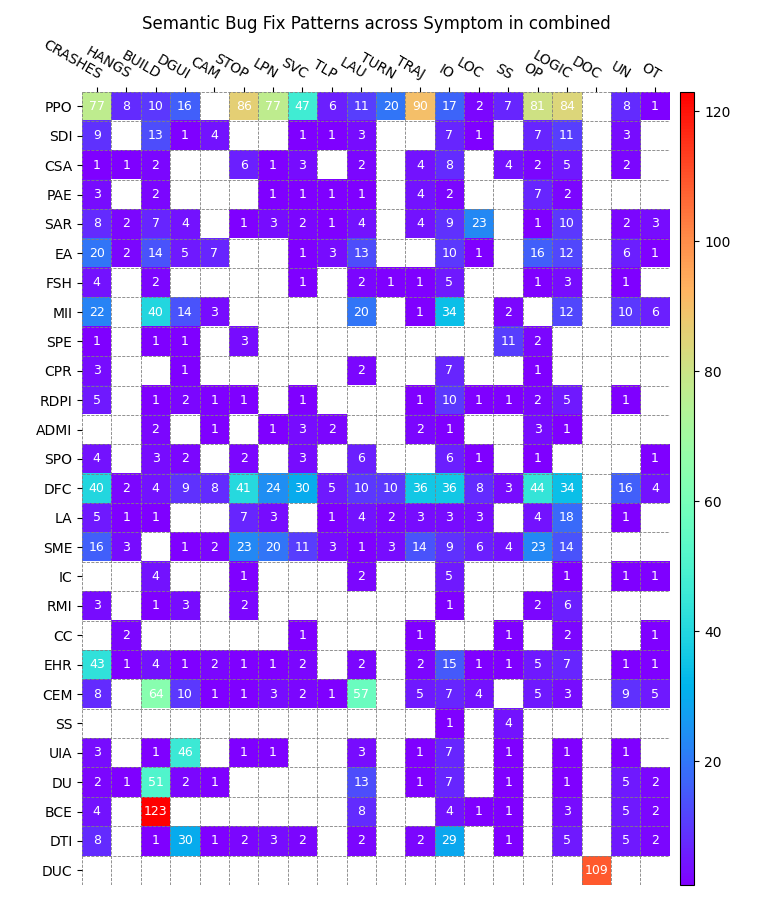 Semantic Bug Fix Patterns across Symptom in combined
CRASHES HANGS BUILD DGUI CAM STOP LPN SVC TLP LAU TURN TRAJ IO LOC SS OP LOGIC DOC UN OT
PPO 77 8 10 16 86 77 47 6 11 20 90 17 2 7 81 84 8 1
SDI 9 13 1 4 1 1 3 7 1 7 11 3
CSA 1 1 2 6 1 3 2 4 8 4 2 5 2
PAE 3 2 1 1 1 1 4 2 7 2
SAR 8 2 7 4 1 3 2 1 4 4 9 23 1 10 2 3
EA 20 2 14 5 7 1 3 13 10 1 16 12 6 1
FSH 4 2 1 2 1 1 5 1 3 1
MII 22 40 14 3 20 1 34 2 12 10 6
SPE 1 1 1 3 11 2
CPR 3 1 2 7 1
RDPI 5 1 2 1 1 1 1 10 1 1 2 5 1
ADMI 2 1 1 3 2 2 1 3 1
SPO 4 3 2 2 3 6 6 1 1 1
DFC 40 2 4 9 8 41 24 30 5 10 10 36 36 8 3 44 34 16 4
LA 5 1 1 7 3 1 4 2 3 3 3 4 18 1
SME 16 3 1 2 23 20 11 3 1 3 14 9 6 4 23 14
IC 4 1 2 5 1 1 1
RMI 3 1 3 2 1 2 6
CC 2 1 1 1 2 1
EHR 43 1 4 1 2 1 1 2 2 2 15 1 1 5 7 1 1
CEM 8 64 10 1 1 3 2 1 57 5 7 4 5 3 9 5
SS 1 4
UIA 3 1 46 1 1 3 1 7 1 1 1
DU 2 1 51 2 1 13 1 7 1 1 5 2
BCE 4 123 8 4 1 1 3 5 2
DTI 8 1 30 1 2 3 2 2 2 29 1 5 5 2
DUC 109
120
100
80
60
40
20